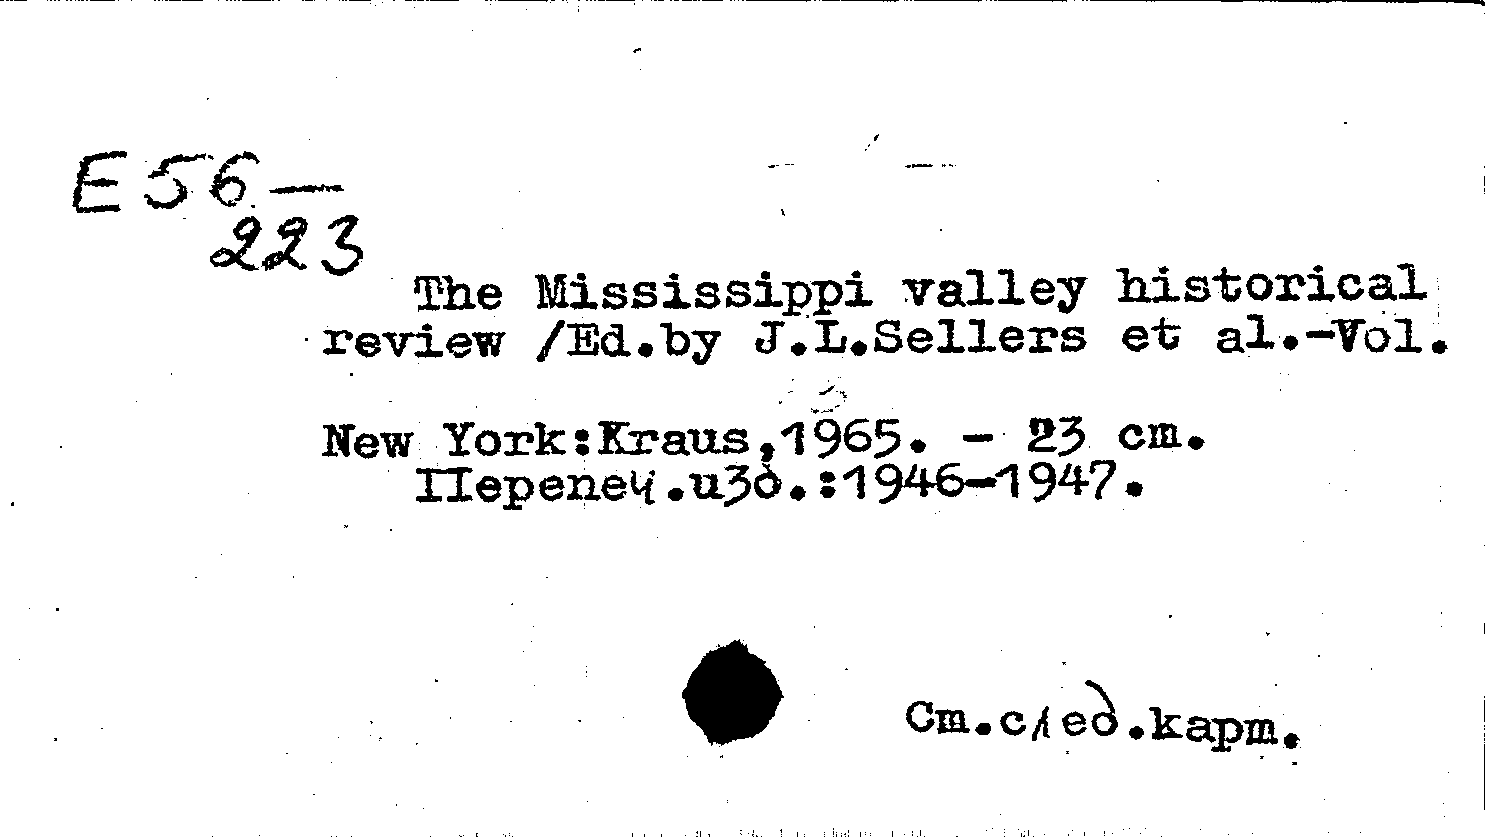 E56—
223
The Mississippi valley historical
review /Ed.by J.L.Sellers et al.-Vol.
New York:Kraus,1965. - 23 cm.
Перепеч.изд.:1946-1947.
См.след.карт.